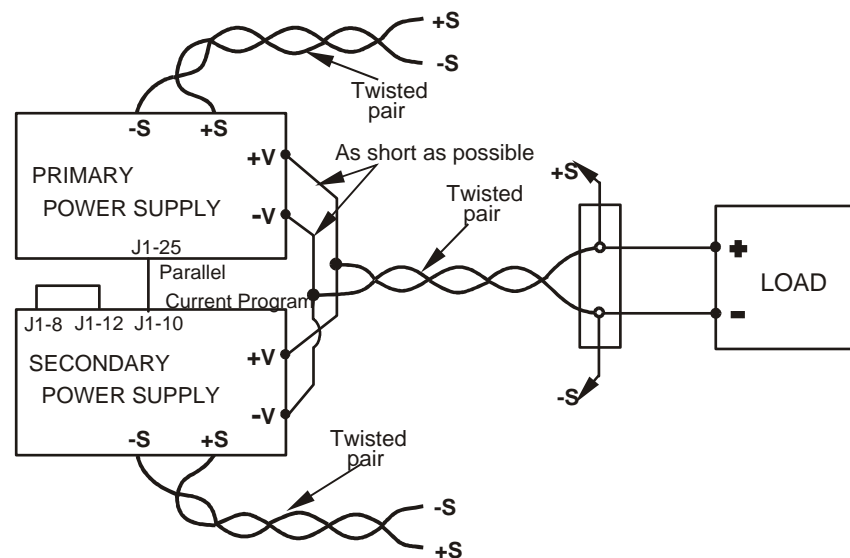 +S
-S
Twisted
pair
-S +S
+V
As short as possible
PRIMARY
POWER SUPPLY
-V
Twisted
pair
+S
J1-25
Parallel
Current Program
J1-8 J1-12 J1-10
+
LOAD
-
+V
SECONDARY
POWER SUPPLY
-V
-S
-S +S
Twisted
pair
-S
+S